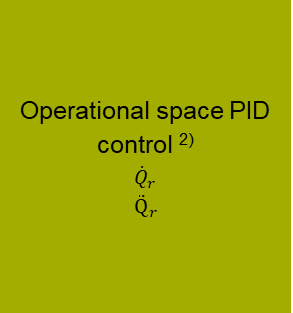 Operational space PID
control ²⁾
Q̇ᵣ
Q̈ᵣ